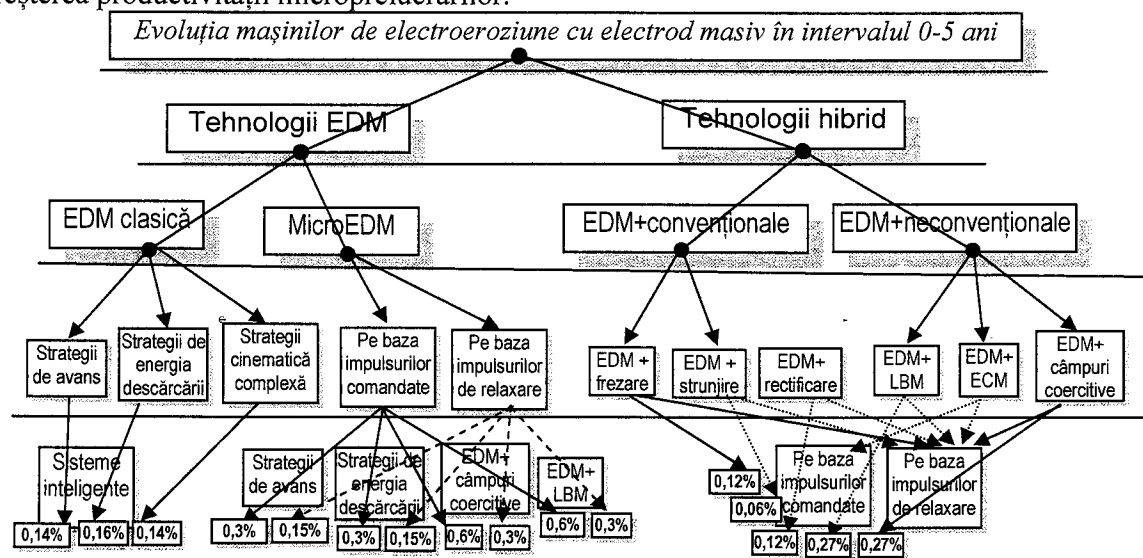 creșterea productivității microprelucrărilor.
Evoluția mașinilor de electroeroziune cu electrod masiv în intervalul 0-5 ani
Tehnologii EDM
Tehnologii hibrid
EDM clasică
MicroEDM
EDM+convenționale
EDM+neconvenționale
Strategii
de avans
Strategii de
energia
descărcării
Strategii
cinematică
complexă
Pe baza
impulsurilor
comandate
Pe baza
impulsurilor
de relaxare
EDM +
frezare
EDM +
strunjire
EDM+
rectificare
EDM+
LBM
EDM+
ECM
EDM+
câmpuri
coercitive
Sisteme
inteligente
Strategii
de avans
Strategii de
energia
descărcării
EDM+
câmpuri
coercitive
EDM+
LBM
Pe baza
impulsurilor
comandate
Pe baza
impulsurilor
de relaxare
0,14%
0,16%
0,14%
0,3%
0,15%
0,3%
0,15%
0,6%
0,3%
0,6%
0,3%
0,12%
0,06%
0,12%
0,27%
0,27%